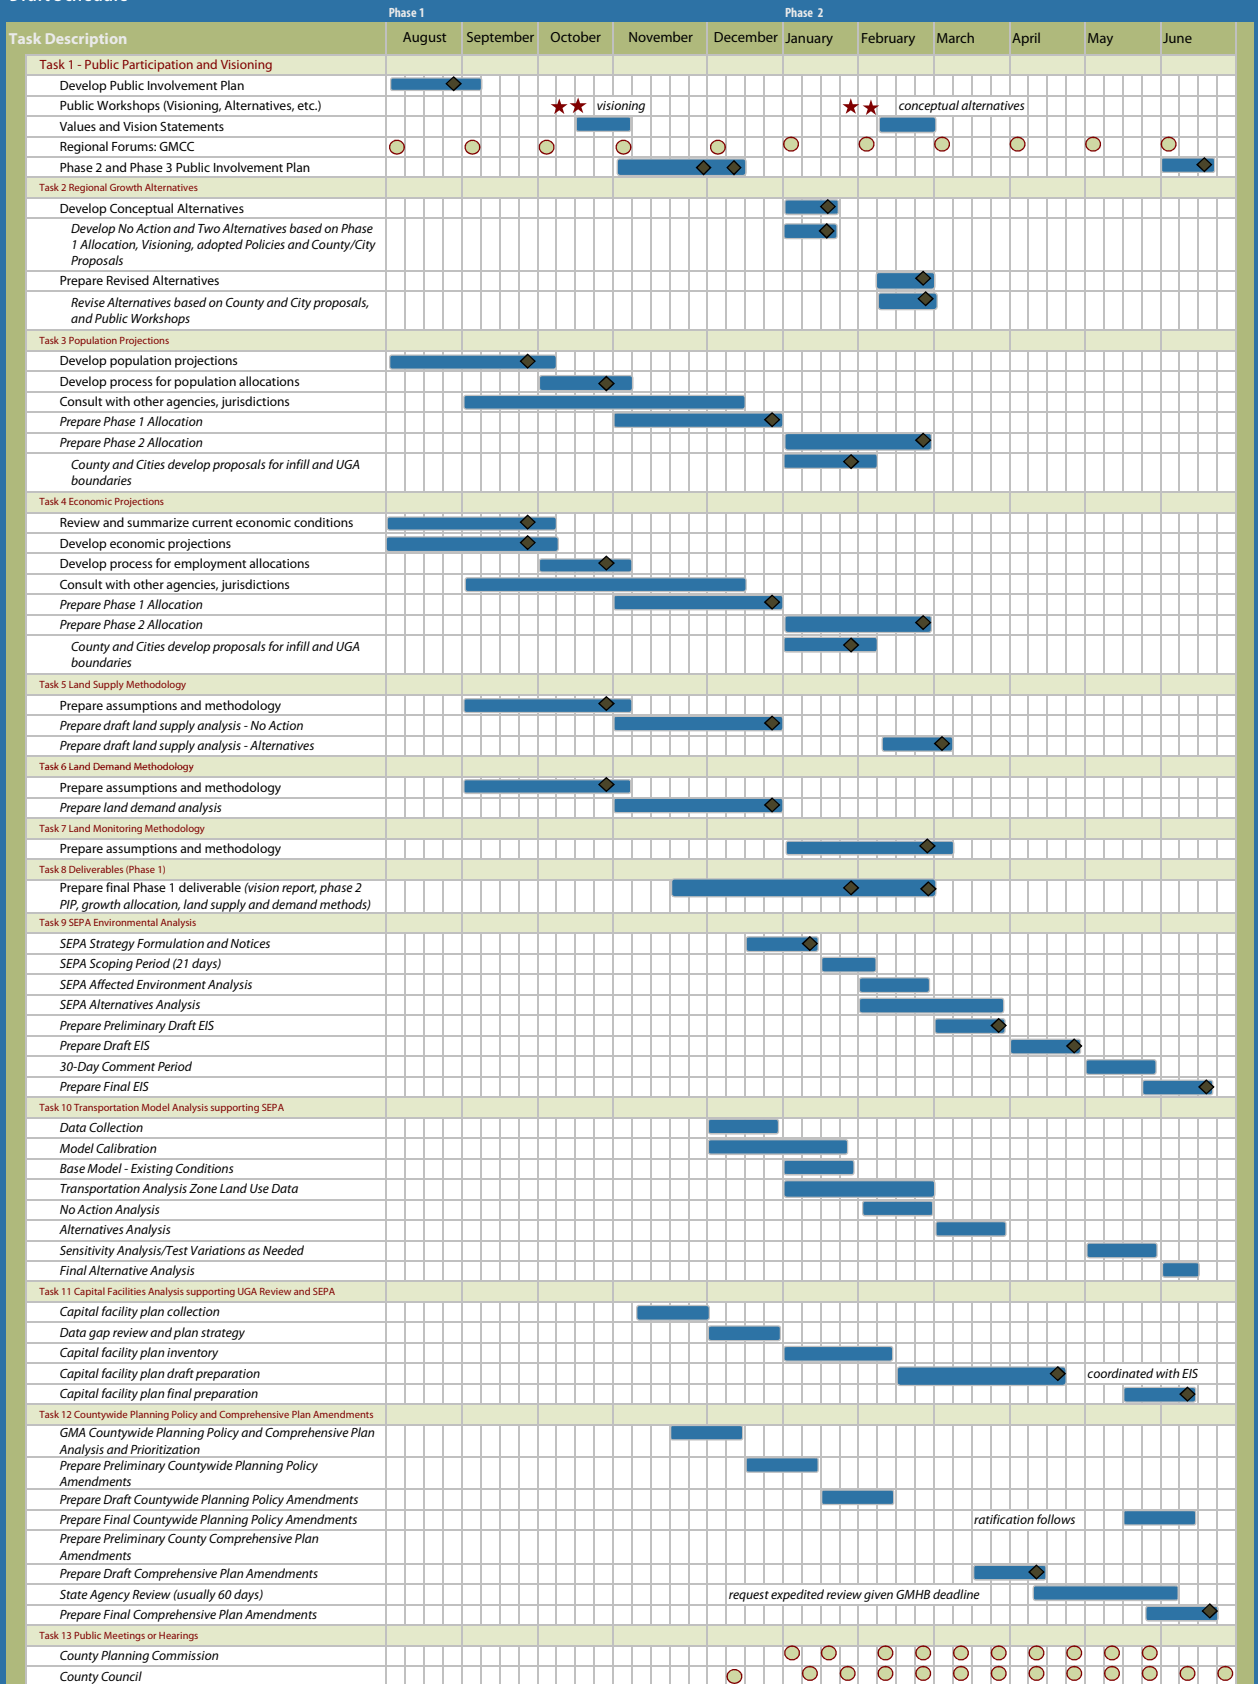 Phase 1
Phase 2
Task Description
August
September
October
November
December
January
February
March
April
May
June
Task 1 - Public Participation and Visioning
Develop Public Involvement Plan
Public Workshops (Visioning, Alternatives, etc.)
visioning
conceptual alternatives
Values and Vision Statements
Regional Forums: GMCC
Phase 2 and Phase 3 Public Involvement Plan
Task 2 Regional Growth Alternatives
Develop Conceptual Alternatives
Develop No Action and Two Alternatives based on Phase
1 Allocation, Visioning, adopted Policies and County/City
Proposals
Prepare Revised Alternatives
Revise Alternatives based on County and City proposals,
and Public Workshops
Task 3 Population Projections
Develop population projections
Develop process for population allocations
Consult with other agencies, jurisdictions
Prepare Phase 1 Allocation
Prepare Phase 2 Allocation
County and Cities develop proposals for infill and UGA
boundaries
Task 4 Economic Projections
Review and summarize current economic conditions
Develop economic projections
Develop process for employment allocations
Consult with other agencies, jurisdictions
Prepare Phase 1 Allocation
Prepare Phase 2 Allocation
County and Cities develop proposals for infill and UGA
boundaries
Task 5 Land Supply Methodology
Prepare assumptions and methodology
Prepare draft land supply analysis - No Action
Prepare draft land supply analysis - Alternatives
Task 6 Land Demand Methodology
Prepare assumptions and methodology
Prepare land demand analysis
Task 7 Land Monitoring Methodology
Prepare assumptions and methodology
Task 8 Deliverables (Phase 1)
Prepare final Phase 1 deliverable (vision report, phase 2
PIP, growth allocation, land supply and demand methods)
Task 9 SEPA Environmental Analysis
SEPA Strategy Formulation and Notices
SEPA Scoping Period (21 days)
SEPA Affected Environment Analysis
SEPA Alternatives Analysis
Prepare Preliminary Draft EIS
Prepare Draft EIS
30-Day Comment Period
Prepare Final EIS
Task 10 Transportation Model Analysis supporting SEPA
Data Collection
Model Calibration
Base Model - Existing Conditions
Transportation Analysis Zone Land Use Data
No Action Analysis
Alternatives Analysis
Sensitivity Analysis/Test Variations as Needed
Final Alternative Analysis
Task 11 Capital Facilities Analysis supporting UGA Review and SEPA
Capital facility plan collection
Data gap review and plan strategy
Capital facility plan inventory
Capital facility plan draft preparation
coordinated with EIS
Capital facility plan final preparation
Task 12 Countywide Planning Policy and Comprehensive Plan Amendments
GMA Countywide Planning Policy and Comprehensive Plan
Analysis and Prioritization
Prepare Preliminary Countywide Planning Policy
Amendments
Prepare Draft Countywide Planning Policy Amendments
Prepare Final Countywide Planning Policy Amendments
ratification follows
Prepare Preliminary County Comprehensive Plan
Amendments
Prepare Draft Comprehensive Plan Amendments
State Agency Review (usually 60 days)
request expedited review given GMHB deadline
Prepare Final Comprehensive Plan Amendments
Task 13 Public Meetings or Hearings
County Planning Commission
County Council